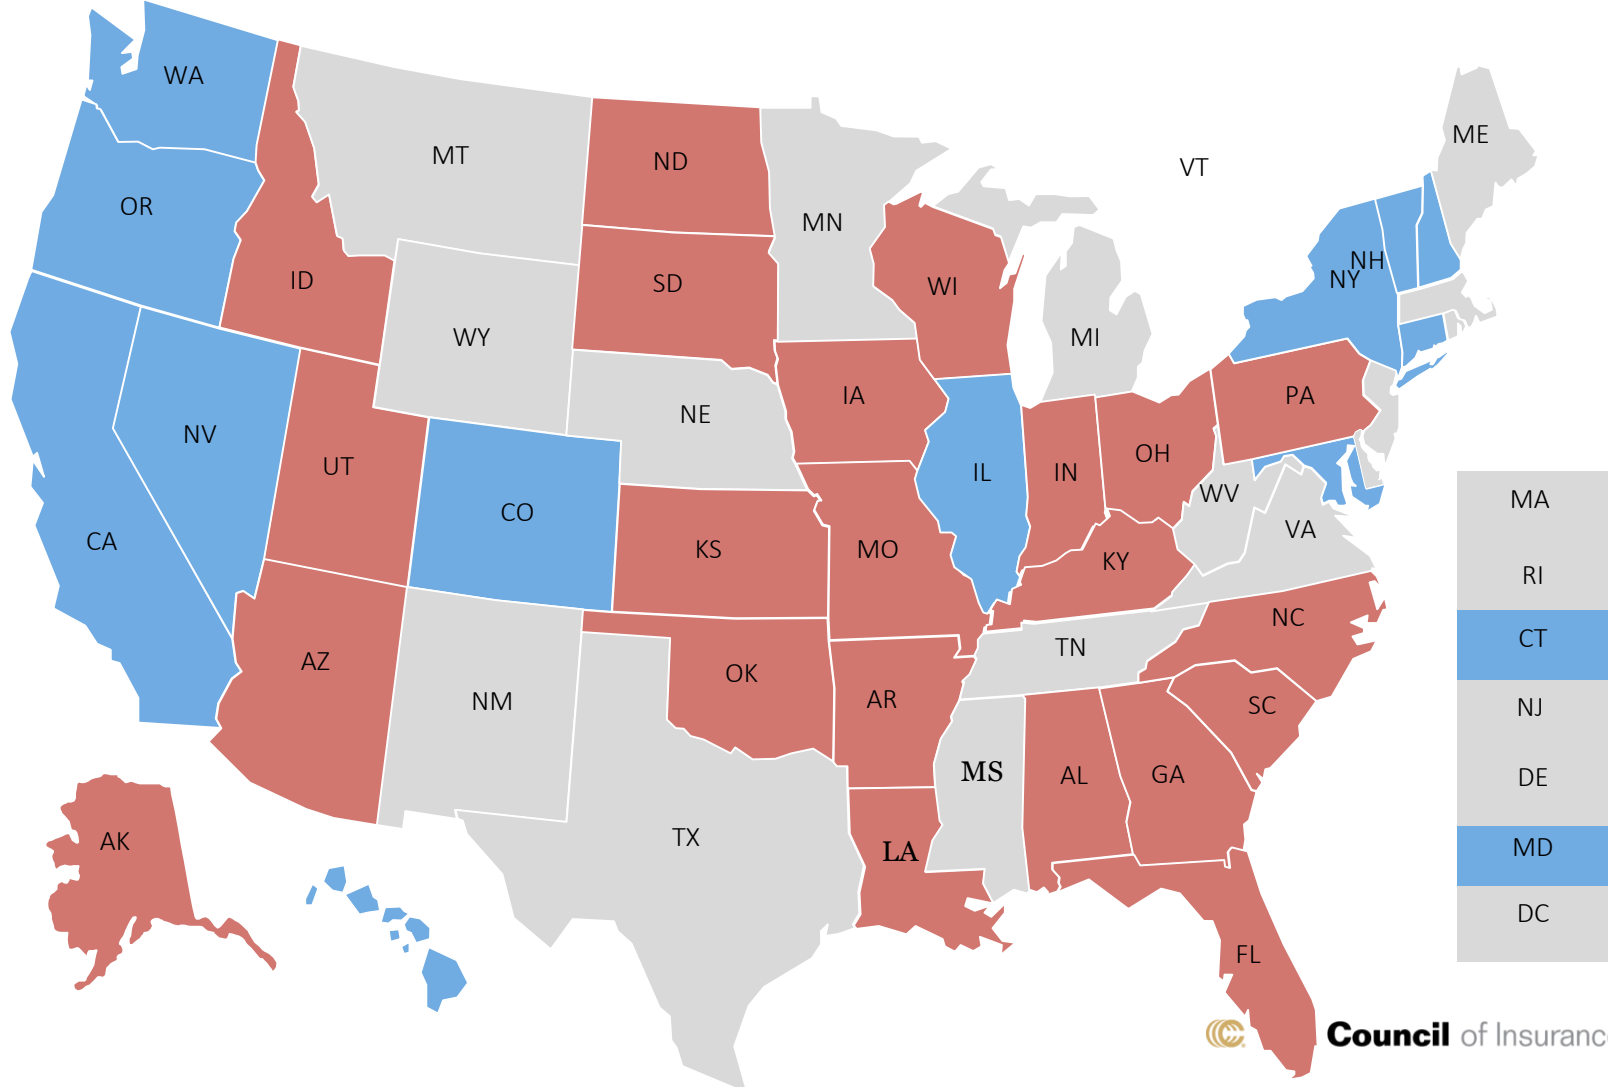 WA
ME
MT
ND
VT
OR
MN
NH
NY
ID
SD
WI
WY
MI
IA
PA
NE
NV
UT
IL
IN
OH
WV
MA
CO
VA
CA
KS
MO
KY
RI
NC
CT
TN
AZ
OK
NM
AR
SC
NJ
MS
AL
GA
DE
TX
AK
LA
MD
DC
FL
Council of Insuranc